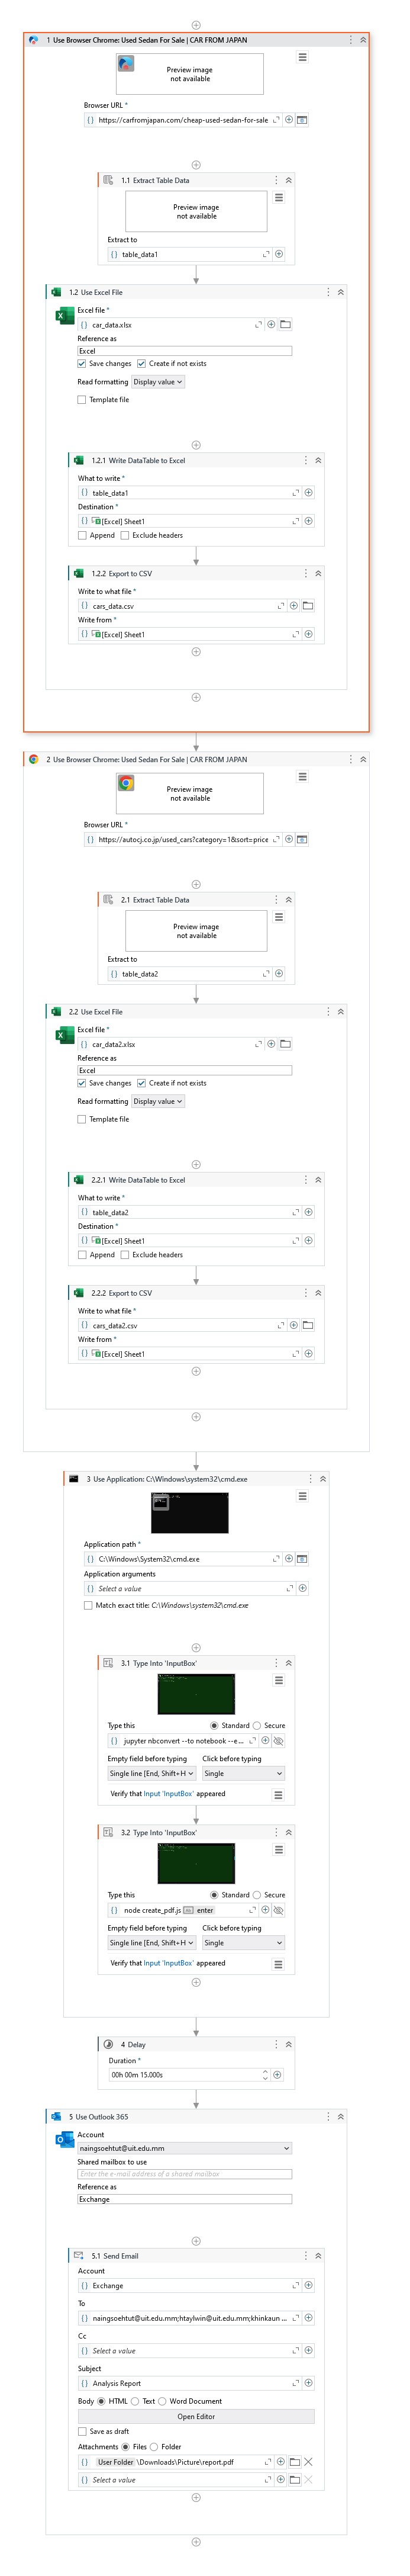 1 Use Browser Chrome: Used Sedan For Sale | CAR FROM JAPAN
Preview image
not available
Browser URL *
https://carfromjapan.com/cheap-used-sedan-for-sale
1.1 Extract Table Data
Preview image
not available
Extract to
table_data1
1.2 Use Excel File
Excel file *
car_data.xlsx
Reference as
Excel
Save changes Create if not exists
Read formatting Display value
Template file
1.2.1 Write DataTable to Excel
What to write *
table_data1
Destination *
[Excel] Sheet1
Append Exclude headers
1.2.2 Export to CSV
Write to what file *
cars_data.csv
Write from *
[Excel] Sheet1
2 Use Browser Chrome: Used Sedan For Sale | CAR FROM JAPAN
Preview image
not available
Browser URL *
https://autocj.co.jp/used_cars?category=1&sort=price
2.1 Extract Table Data
Preview image
not available
Extract to
table_data2
2.2 Use Excel File
Excel file *
car_data2.xlsx
Reference as
Excel
Save changes Create if not exists
Read formatting Display value
Template file
2.2.1 Write DataTable to Excel
What to write *
table_data2
Destination *
[Excel] Sheet1
Append Exclude headers
2.2.2 Export to CSV
Write to what file *
cars_data2.csv
Write from *
[Excel] Sheet1
3 Use Application: C:\Windows\system32\cmd.exe
Application path *
C:\Windows\System32\cmd.exe
Application arguments
Select a value
Match exact title: C:\Windows\system32\cmd.exe
3.1 Type Into 'InputBox'
Type this Standard Secure
jupyter nbconvert --to notebook --e...
Empty field before typing Click before typing
Single line [End, Shift+H Single
Verify that Input 'InputBox' appeared
3.2 Type Into 'InputBox'
Type this Standard Secure
node create_pdf.js enter
Empty field before typing Click before typing
Single line [End, Shift+H Single
Verify that Input 'InputBox' appeared
4 Delay
Duration *
00h 00m 15.000s
5 Use Outlook 365
Account
naingsoehtut@uit.edu.mm
Shared mailbox to use
Enter the e-mail address of a shared mailbox
Reference as
Exchange
5.1 Send Email
Account
Exchange
To
naingsoehtut@uit.edu.mm;htaylwin@uit.edu.mm;khinkaun ...
Cc
Select a value
Subject
Analysis Report
Body HTML Text Word Document
Open Editor
Save as draft
Attachments Files Folder
User Folder \Downloads\Picture\report.pdf
Select a value